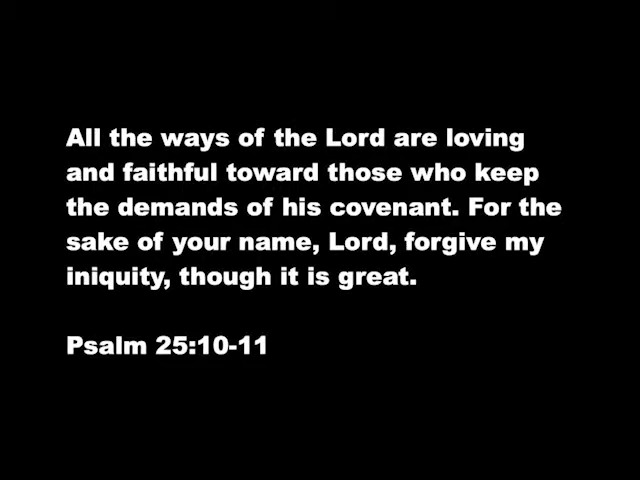 All the ways of the Lord are loving
and faithful toward those who keep
the demands of his covenant. For the
sake of your name, Lord, forgive my
iniquity, though it is great.
Psalm 25:10-11